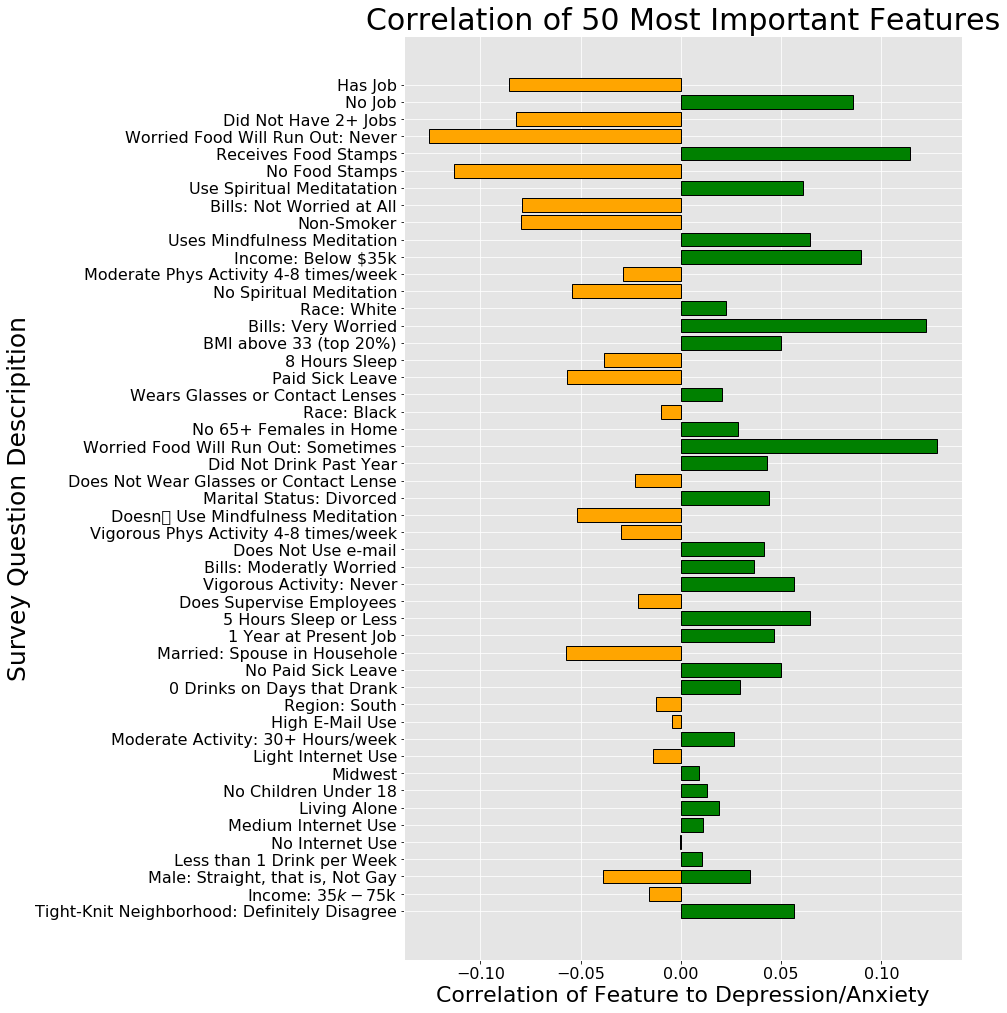 Correlation of 50 Most Important Features
Survey Question Descripition
Has Job
No Job
Did Not Have 2+ Jobs
Worried Food Will Run Out: Never
Receives Food Stamps
No Food Stamps
Use Spiritual Meditatation
Bills: Not Worried at All
Non-Smoker
Uses Mindfulness Meditation
Income: Below $35k
Moderate Phys Activity 4-8 times/week
No Spiritual Meditation
Race: White
Bills: Very Worried
BMI above 33 (top 20%)
8 Hours Sleep
Paid Sick Leave
Wears Glasses or Contact Lenses
Race: Black
No 65+ Females in Home
Worried Food Will Run Out: Sometimes
Did Not Drink Past Year
Does Not Wear Glasses or Contact Lense
Marital Status: Divorced
Doesn▯ Use Mindfulness Meditation
Vigorous Phys Activity 4-8 times/week
Does Not Use e-mail
Bills: Moderatly Worried
Vigorous Activity: Never
Does Supervise Employees
5 Hours Sleep or Less
1 Year at Present Job
Married: Spouse in Househole
No Paid Sick Leave
0 Drinks on Days that Drank
Region: South
High E-Mail Use
Moderate Activity: 30+ Hours/week
Light Internet Use
Midwest
No Children Under 18
Living Alone
Medium Internet Use
No Internet Use
Less than 1 Drink per Week
Male: Straight, that is, Not Gay
Income: 35k − 75k
Tight-Knit Neighborhood: Definitely Disagree
−0.10 −0.05 0.00 0.05 0.10
Correlation of Feature to Depression/Anxiety